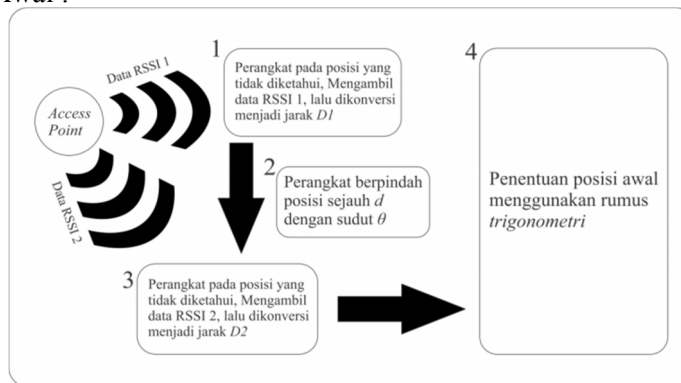 Access
Point
Data RSSI 1
Data RSSI 2
1
Perangkat pada posisi yang
tidak diketahui, Mengambil
data RSSI 1, lalu dikonversi
menjadi jarak D1
2
Perangkat berpindah
posisi sejauh d
dengan sudut θ
3
Perangkat pada posisi yang
tidak diketahui, Mengambil
data RSSI 2, lalu dikonversi
menjadi jarak D2
4
Penentuan posisi awal
menggunakan rumus
trigonometri